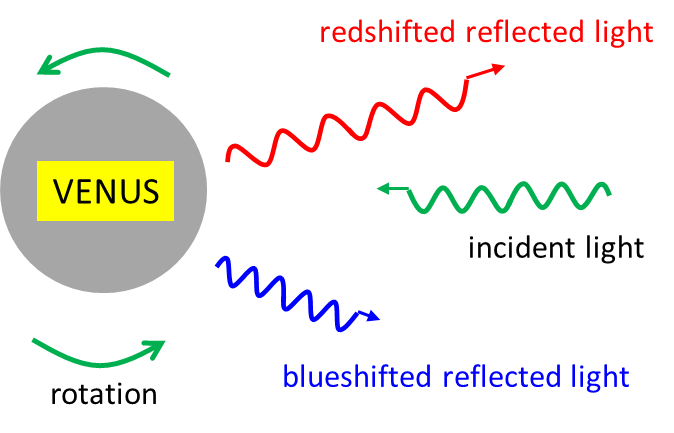 redshifted reflected light
VENUS
incident light
blueshifted reflected light
rotation